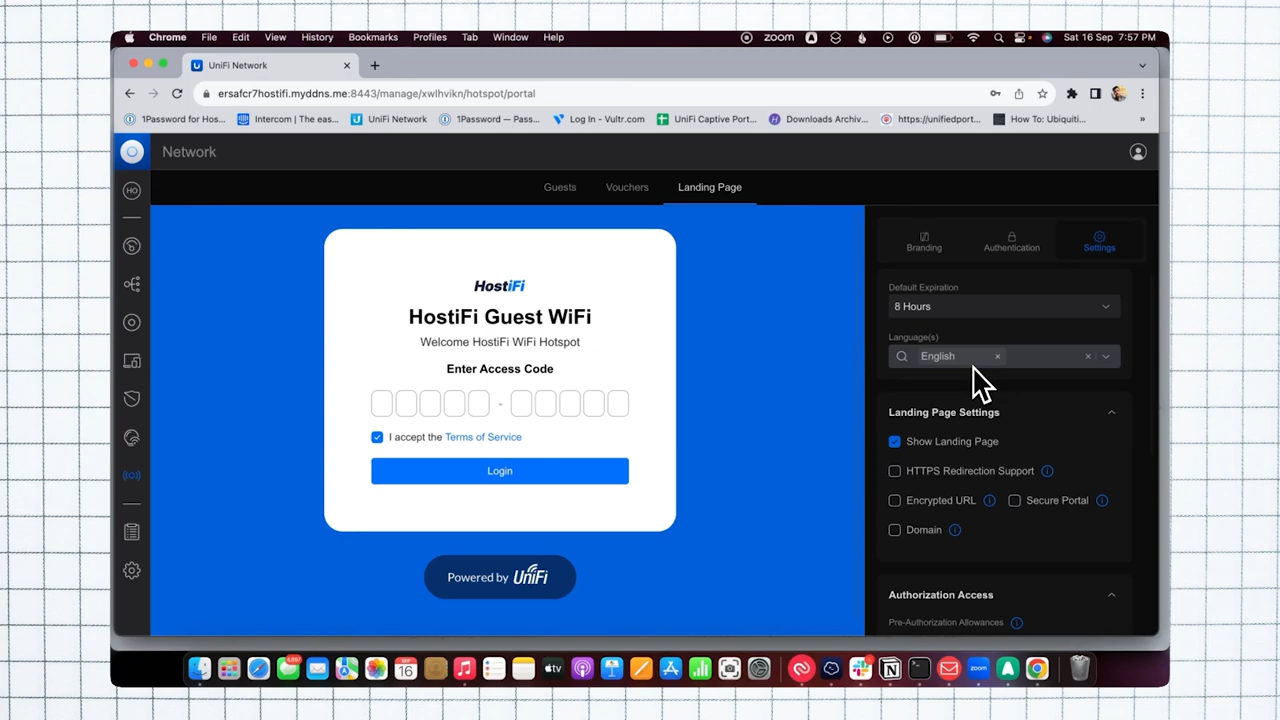 Chrome File Edit View History Bookmarks Profiles Tab Window Help zoom Sat 16 Sep 7:57 PM
UniFi Network
ersafcr7hostifi.myddns.me:8443/manage/xwlhvikn/hotspot/portal
1Password for Hos... Intercom | The eas... UniFi Network 1Password — Pass... Log In - Vultr.com UniFi Captive Port... Downloads Archiv... https://unifiedport... How To: Ubiquiti...
Network
HO
Guests Vouchers Landing Page
Branding Authentication Settings
HostiFi
HostiFi Guest WiFi
Welcome HostiFi WiFi Hotspot
Enter Access Code
-
I accept the Terms of Service
Login
Powered by UniFi
Default Expiration
8 Hours
Language(s)
English
Landing Page Settings
Show Landing Page
HTTPS Redirection Support
Encrypted URL Secure Portal
Domain
Authorization Access
Pre-Authorization Allowances
SEP
16
tv
zoom